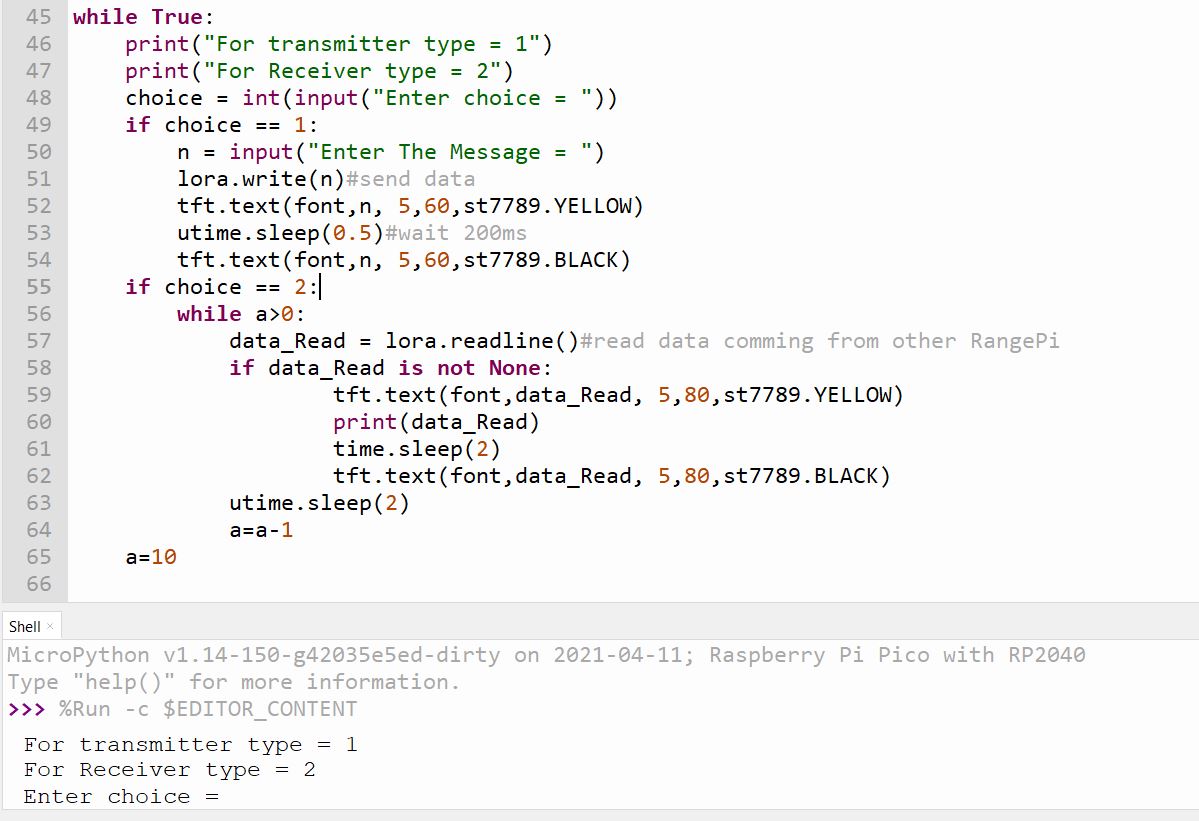 45 while True:
46     print("For transmitter type = 1")
47     print("For Receiver type = 2")
48     choice = int(input("Enter choice = "))
49     if choice == 1:
50         n = input("Enter The Message = ")
51         lora.write(n)#send data
52         tft.text(font,n, 5,60,st7789.YELLOW)
53         utime.sleep(0.5)#wait 200ms
54         tft.text(font,n, 5,60,st7789.BLACK)
55     if choice == 2:
56         while a>0:
57             data_Read = lora.readline()#read data comming from other RangePi
58             if data_Read is not None:
59                     tft.text(font,data_Read, 5,80,st7789.YELLOW)
60                     print(data_Read)
61                     time.sleep(2)
62                     tft.text(font,data_Read, 5,80,st7789.BLACK)
63             utime.sleep(2)
64             a=a-1
65     a=10
66
Shell ×
MicroPython v1.14-150-g42035e5ed-dirty on 2021-04-11; Raspberry Pi Pico with RP2040
Type "help()" for more information.
>>> %Run -c $EDITOR_CONTENT
For transmitter type = 1
For Receiver type = 2
Enter choice =